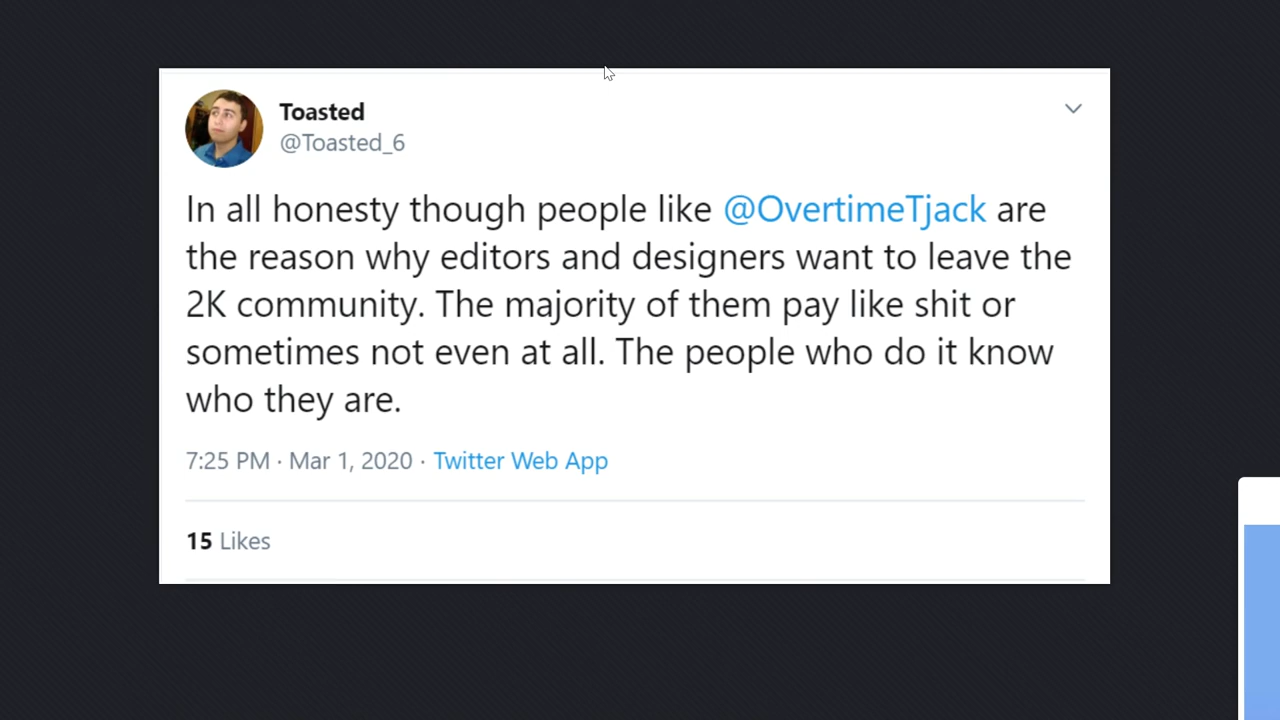 Toasted
@Toasted_6
In all honesty though people like @OvertimeTjack are
the reason why editors and designers want to leave the
2K community. The majority of them pay like shit or
sometimes not even at all. The people who do it know
who they are.
7:25 PM · Mar 1, 2020 · Twitter Web App
15 Likes